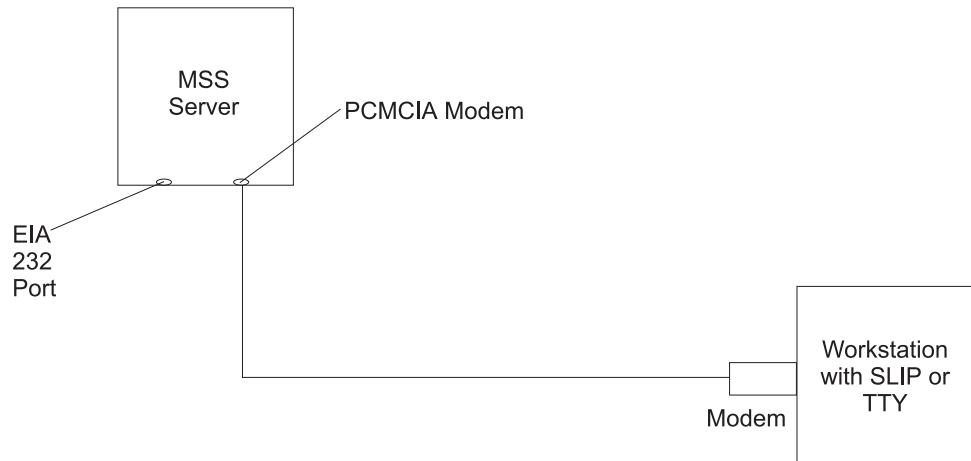 MSS
Server
PCMCIA Modem
EIA
232
Port
Workstation
with SLIP or
TTY
Modem